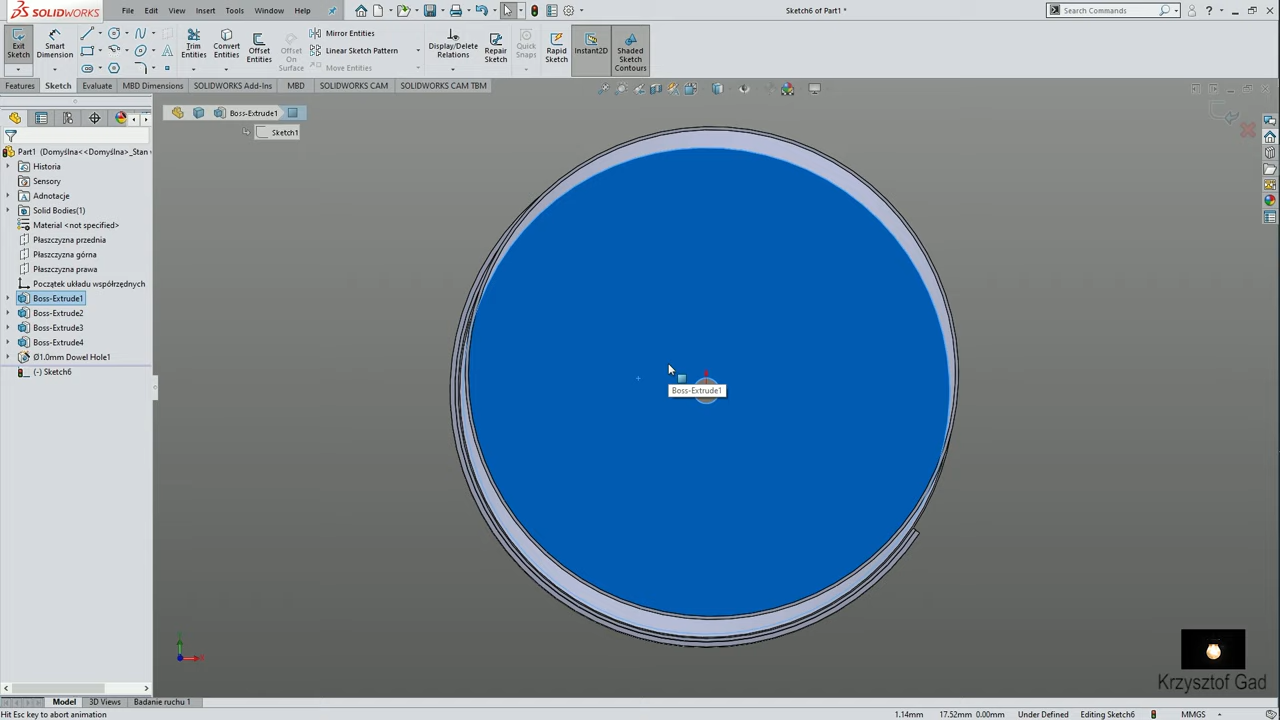 SOLIDWORKS
File
Edit
View
Insert
Tools
Window
Help
Sketch6 of Part1 *
Search Commands
Exit Sketch
Smart Dimension
Trim Entities
Convert Entities
Offset Entities
Offset On Surface
Mirror Entities
Linear Sketch Pattern
Move Entities
Display/Delete Relations
Repair Sketch
Quick Snaps
Rapid Sketch
Instant2D
Shaded Sketch Contours
Features
Sketch
Evaluate
MBD Dimensions
SOLIDWORKS Add-Ins
MBD
SOLIDWORKS CAM
SOLIDWORKS CAM TBM
Boss-Extrude1
Sketch1
Part1 (Domyślna<<Domyślna>_Stan
Historia
Sensory
Adnotacje
Solid Bodies(1)
Material <not specified>
Płaszczyzna przednia
Płaszczyzna górna
Płaszczyzna prawa
Początek układu współrzędnych
Boss-Extrude1
Boss-Extrude2
Boss-Extrude3
Boss-Extrude4
Ø1.0mm Dowel Hole1
(-) Sketch6
Boss-Extrude1
Krzysztof Gad
Model
3D Views
Badanie ruchu 1
Hit Esc key to abort animation
1.14mm
17.52mm 0.00mm
Under Defined
Editing Sketch6
MMGS